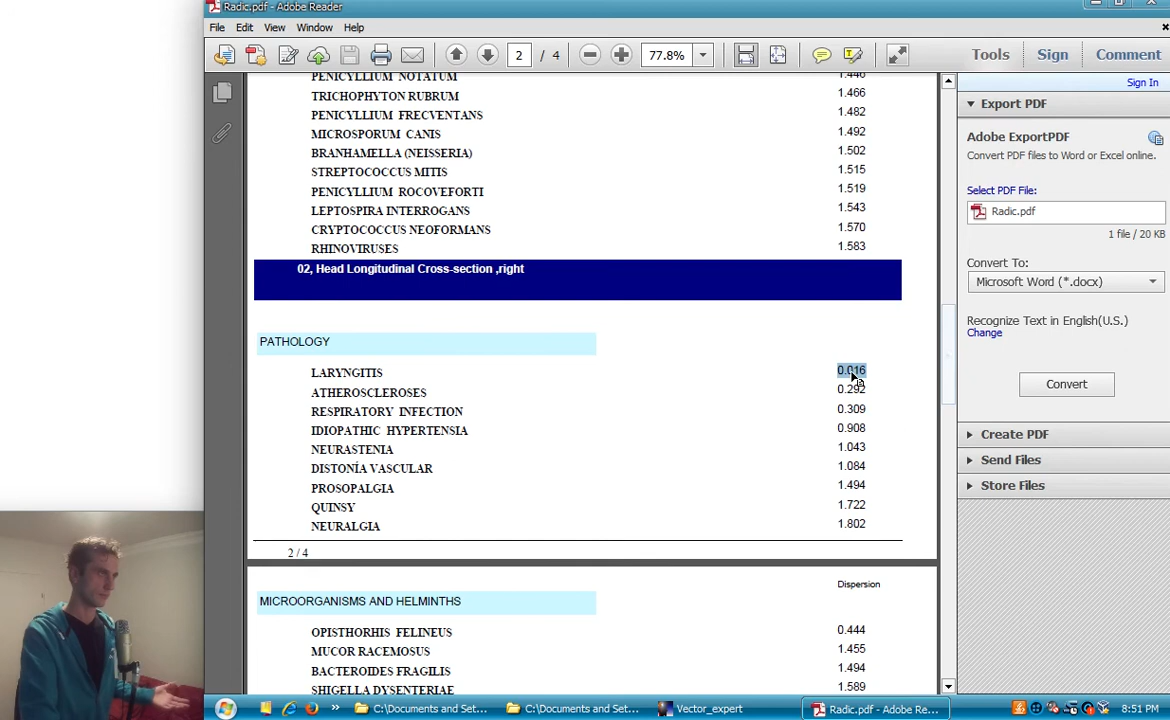 Radic.pdf - Adobe Reader
File Edit View Window Help
2 / 4 77.8% Tools Sign Comment
Sign In
PENICYLLIUM NOTATUM 1.446
TRICHOPHYTON RUBRUM 1.466
PENICYLLIUM FRECVENTANS 1.482
MICROSPORUM CANIS 1.492
BRANHAMELLA (NEISSERIA) 1.502
STREPTOCOCCUS MITIS 1.515
PENICYLLIUM ROCOVEFORTI 1.519
LEPTOSPIRA INTERROGANS 1.543
CRYPTOCOCCUS NEOFORMANS 1.570
RHINOVIRUSES 1.583
02, Head Longitudinal Cross-section ,right
PATHOLOGY
LARYNGITIS 0.016
ATHEROSCLEROSES 0.292
RESPIRATORY INFECTION 0.309
IDIOPATHIC HYPERTENSIA 0.908
NEURASTENIA 1.043
DISTONÍA VASCULAR 1.084
PROSOPALGIA 1.494
QUINSY 1.722
NEURALGIA 1.802
2 / 4
Dispersion
MICROORGANISMS AND HELMINTHS
OPISTHORHIS FELINEUS 0.444
MUCOR RACEMOSUS 1.455
BACTEROIDES FRAGILIS 1.494
SHIGELLA DYSENTERIAE 1.589
Export PDF
Adobe ExportPDF
Convert PDF files to Word or Excel online.
Select PDF File:
Radic.pdf
1 file / 20 KB
Convert To:
Microsoft Word (*.docx)
Recognize Text in English(U.S.)
Change
Convert
Create PDF
Send Files
Store Files
C:\Documents and Set... C:\Documents and Set... Vector_expert Radic.pdf - Adobe Re... 8:51 PM